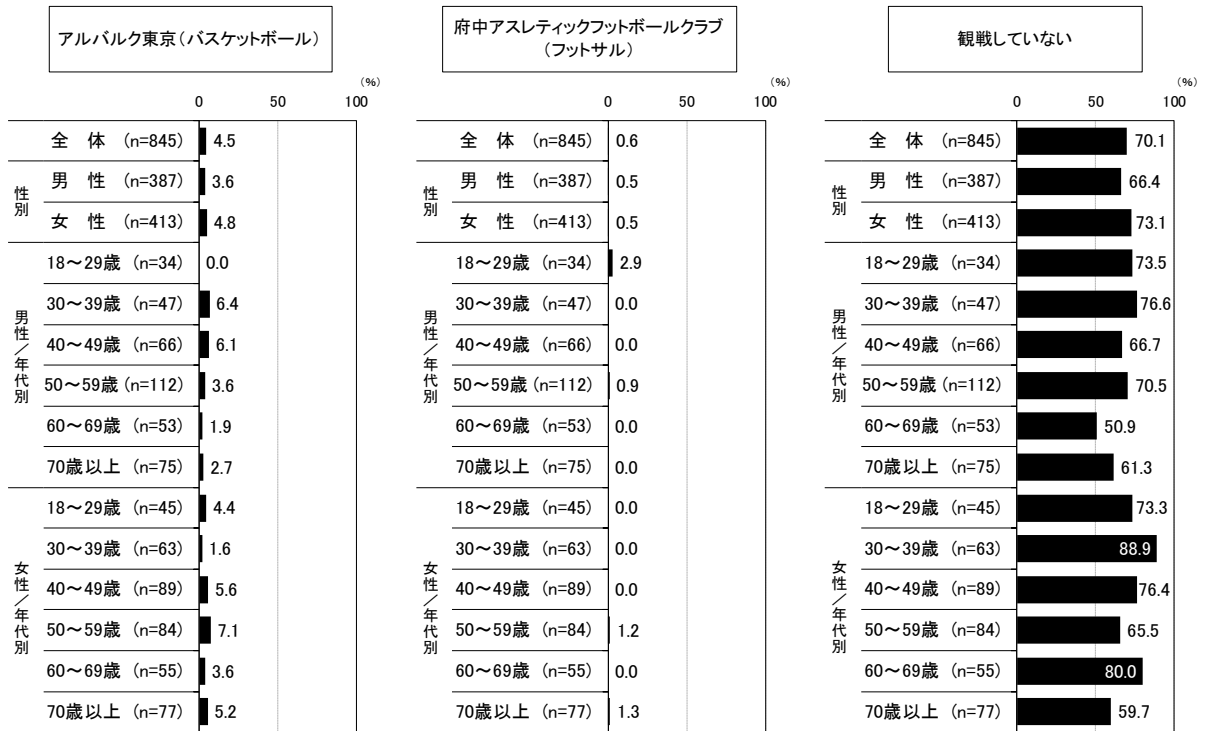 アルバルク東京（バスケットボール）
（%）
0 50 100
全　体 （n=845） 4.5
性別
男　性 （n=387） 3.6
女　性 （n=413） 4.8
男性／年代別
18～29歳 （n=34） 0.0
30～39歳 （n=47） 6.4
40～49歳 （n=66） 6.1
50～59歳 （n=112） 3.6
60～69歳 （n=53） 1.9
70歳以上 （n=75） 2.7
女性／年代別
18～29歳 （n=45） 4.4
30～39歳 （n=63） 1.6
40～49歳 （n=89） 5.6
50～59歳 （n=84） 7.1
60～69歳 （n=55） 3.6
70歳以上 （n=77） 5.2
府中アスレティックフットボールクラブ
（フットサル）
（%）
0 50 100
全　体 （n=845） 0.6
性別
男　性 （n=387） 0.5
女　性 （n=413） 0.5
男性／年代別
18～29歳 （n=34） 2.9
30～39歳 （n=47） 0.0
40～49歳 （n=66） 0.0
50～59歳 （n=112） 0.9
60～69歳 （n=53） 0.0
70歳以上 （n=75） 0.0
女性／年代別
18～29歳 （n=45） 0.0
30～39歳 （n=63） 0.0
40～49歳 （n=89） 0.0
50～59歳 （n=84） 1.2
60～69歳 （n=55） 0.0
70歳以上 （n=77） 1.3
観戦していない
（%）
0 50 100
全　体 （n=845） 70.1
性別
男　性 （n=387） 66.4
女　性 （n=413） 73.1
男性／年代別
18～29歳 （n=34） 73.5
30～39歳 （n=47） 76.6
40～49歳 （n=66） 66.7
50～59歳 （n=112） 70.5
60～69歳 （n=53） 50.9
70歳以上 （n=75） 61.3
女性／年代別
18～29歳 （n=45） 73.3
30～39歳 （n=63） 88.9
40～49歳 （n=89） 76.4
50～59歳 （n=84） 65.5
60～69歳 （n=55） 80.0
70歳以上 （n=77） 59.7